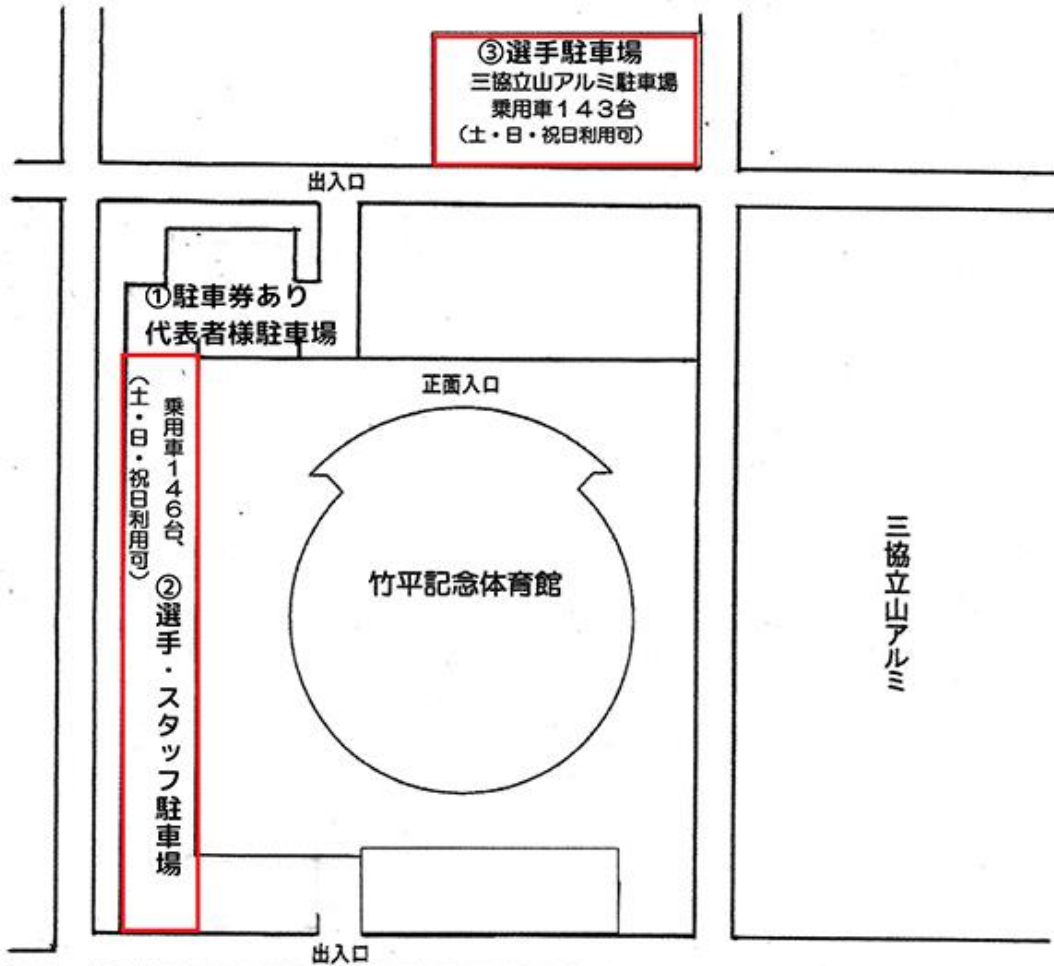 ③選手駐車場
三協立山アルミ駐車場
乗用車143台
（土・日・祝日利用可）
出入口
①駐車券あり
代表者様駐車場
正面入口
乗用車146台、②選手・スタッフ駐車場
（土・日・祝日利用可）
竹平記念体育館
三協立山アルミ
出入口